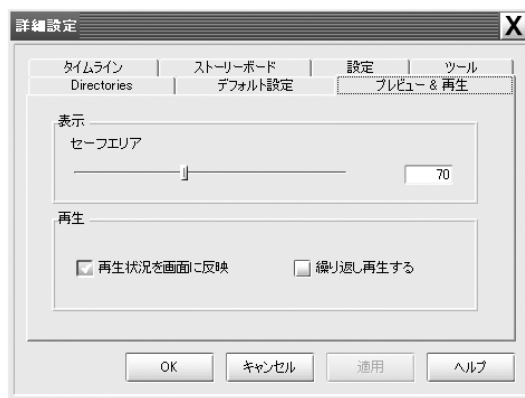 詳細設定
タイムライン ストーリーボード 設定 ツール
Directories デフォルト設定 プレビュー & 再生
表示
セーフエリア
70
再生
再生状況を画面に反映 繰り返し再生する
OK キャンセル 適用 ヘルプ